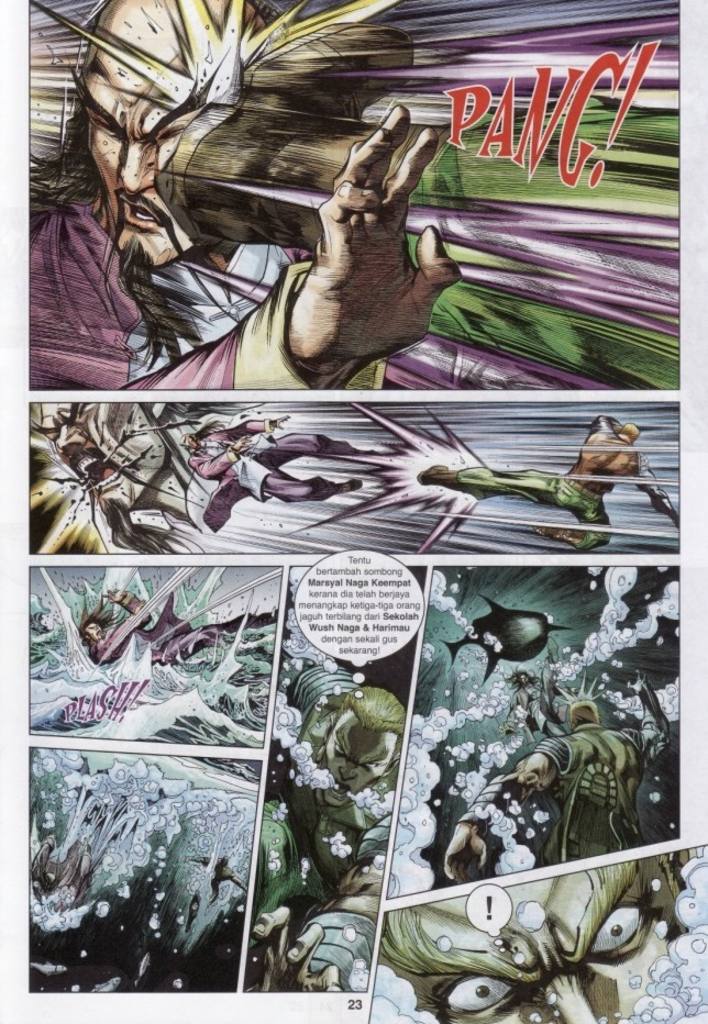 PANG!
Tentu
bertambah sombong
Marsyal Naga Keempat
kerana dia telah berjaya
menangkap ketiga-tiga orang
jaguh terbilang dari Sekolah
Wush Naga & Harimau
dengan sekali gus
sekarang!
PLASH!
!
23